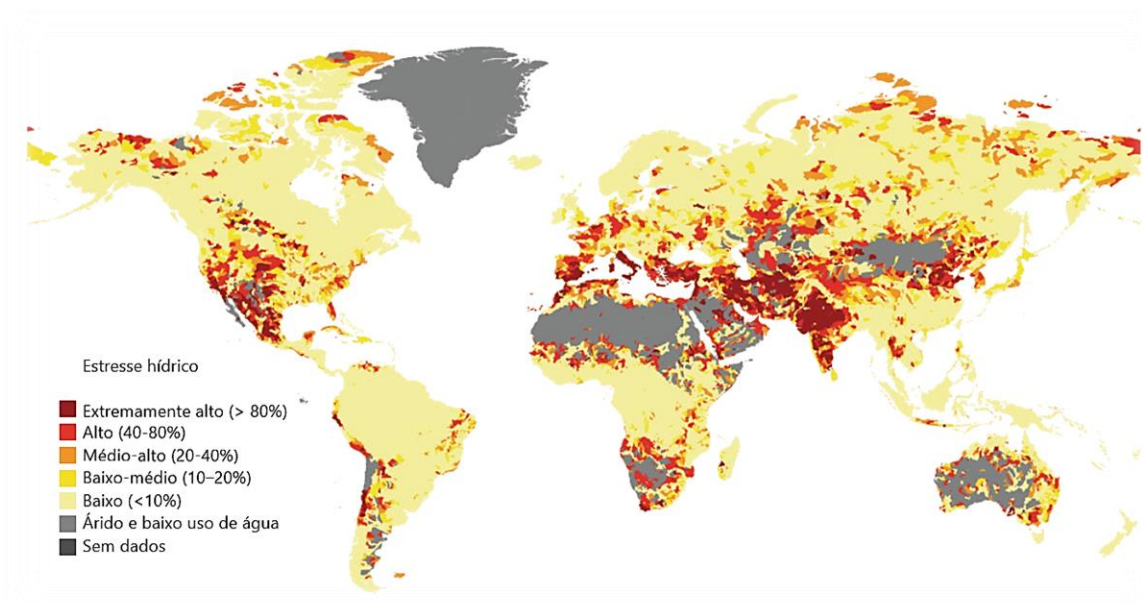 Estresse hídrico
Extremamente alto (> 80%)
Alto (40-80%)
Médio-alto (20-40%)
Baixo-médio (10–20%)
Baixo (<10%)
Árido e baixo uso de água
Sem dados